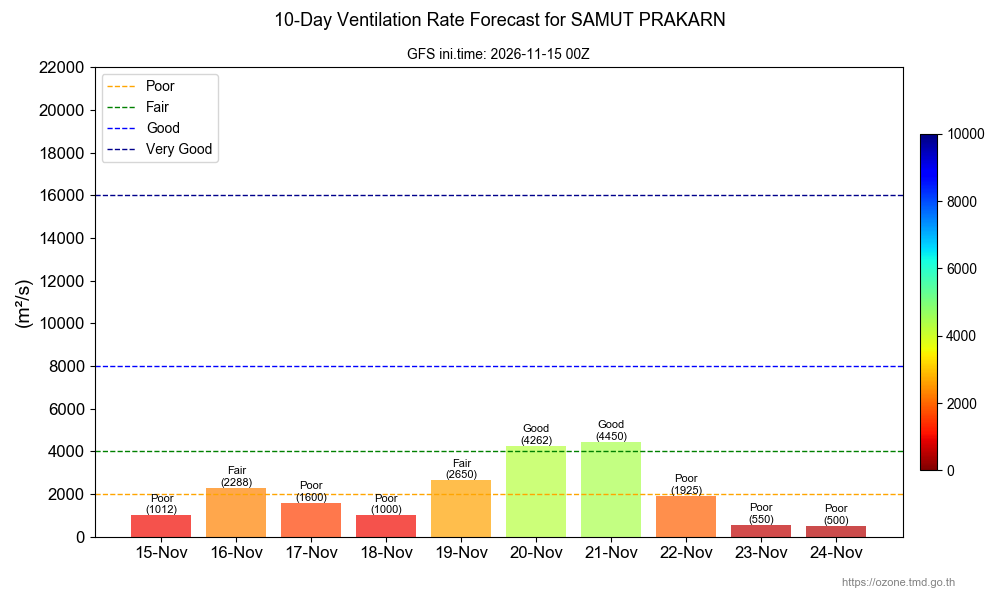 10-Day Ventilation Rate Forecast for SAMUT PRAKARN
GFS ini.time: 2026-11-15 00Z
(m²/s)
22000
20000
18000
16000
14000
12000
10000
8000
6000
4000
2000
0
Poor
Fair
Good
Very Good
Poor
(1012)
Fair
(2288)
Poor
(1600)
Poor
(1000)
Fair
(2650)
Good
(4262)
Good
(4450)
Poor
(1925)
Poor
(550)
Poor
(500)
15-Nov 16-Nov 17-Nov 18-Nov 19-Nov 20-Nov 21-Nov 22-Nov 23-Nov 24-Nov
10000
8000
6000
4000
2000
0
https://ozone.tmd.go.th